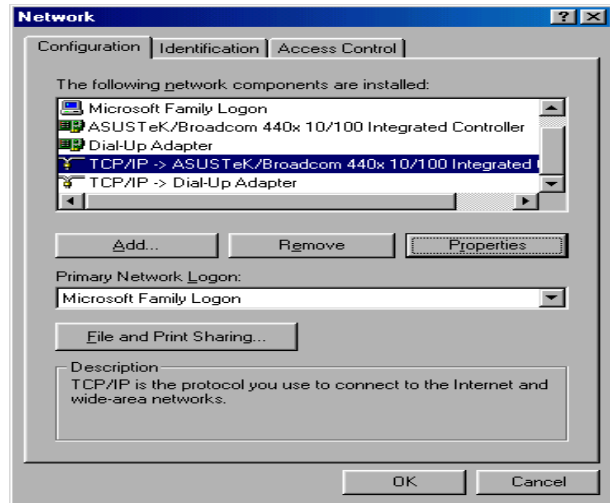 Network
Configuration Identification Access Control
The following network components are installed:
Microsoft Family Logon
ASUSTeK/Broadcom 440x 10/100 Integrated Controller
Dial-Up Adapter
TCP/IP -> ASUSTeK/Broadcom 440x 10/100 Integrated
TCP/IP -> Dial-Up Adapter
Add... Remove Properties
Primary Network Logon:
Microsoft Family Logon
File and Print Sharing...
Description
TCP/IP is the protocol you use to connect to the Internet and
wide-area networks.
OK Cancel